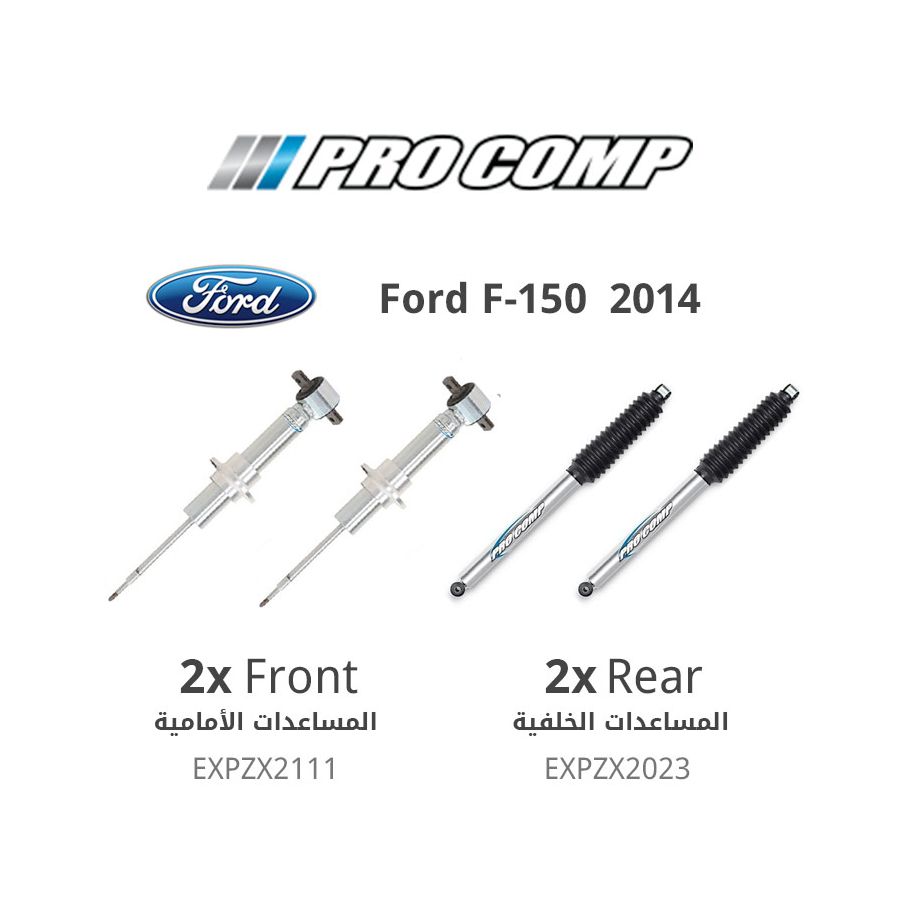 PRO COMP
Ford
Ford F-150 2014
PRO COMP
PRO COMP
2x Front
المساعدات الأمامية
EXPZX2111
2x Rear
المساعدات الخلفية
EXPZX2023